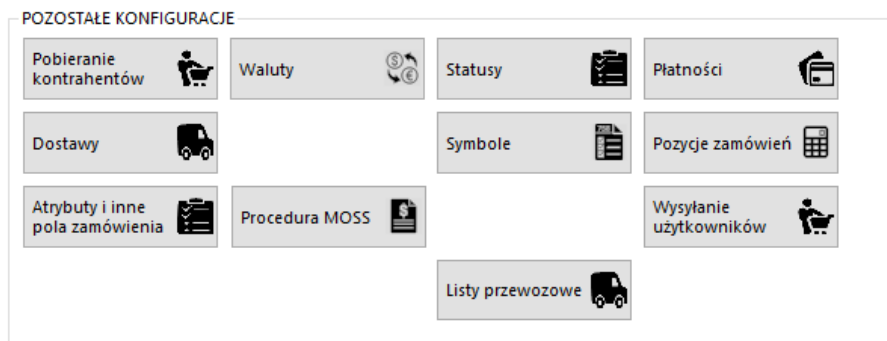 POZOSTAŁE KONFIGURACJE
Pobieranie
kontrahentów
Waluty
Statusy
Płatności
Dostawy
Symbole
Pozycje zamówień
Atrybuty i inne
pola zamówienia
Procedura MOSS
Wysyłanie
użytkowników
Listy przewozowe